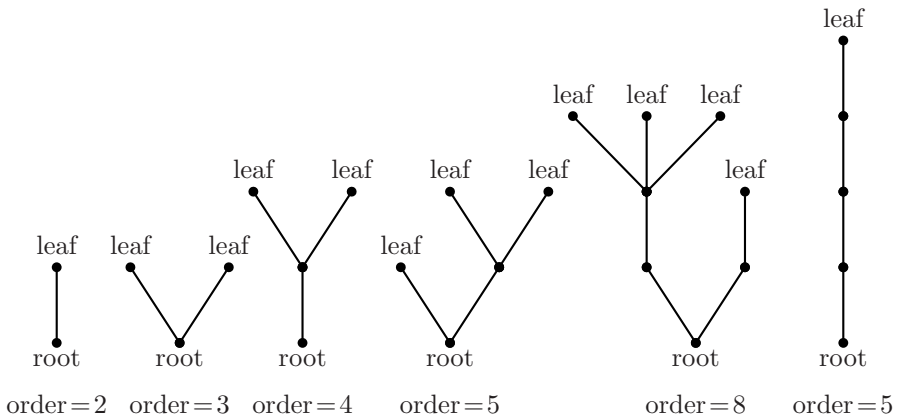 leaf
leaf leaf leaf
leaf leaf leaf leaf leaf
leaf leaf leaf leaf
root root root root root root
order=2 order=3 order=4 order=5 order=8 order=5